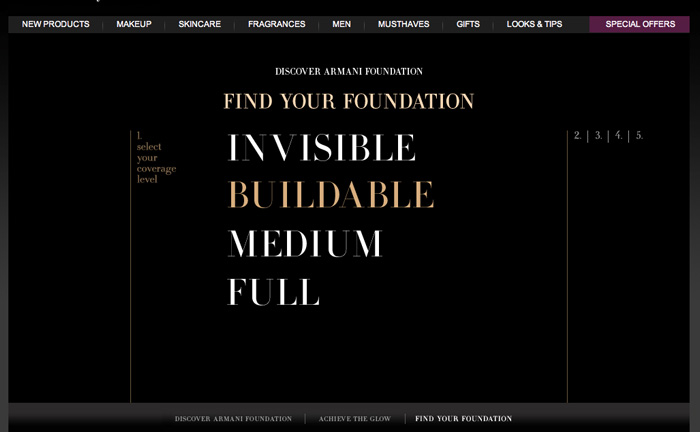 NEW PRODUCTS MAKEUP SKINCARE FRAGRANCES MEN MUSTHAVES GIFTS LOOKS & TIPS SPECIAL OFFERS
DISCOVER ARMANI FOUNDATION
FIND YOUR FOUNDATION
1.
select
your
coverage
level
INVISIBLE
BUILDABLE
MEDIUM
FULL
2. 3. 4. 5.
DISCOVER ARMANI FOUNDATION ACHIEVE THE GLOW FIND YOUR FOUNDATION